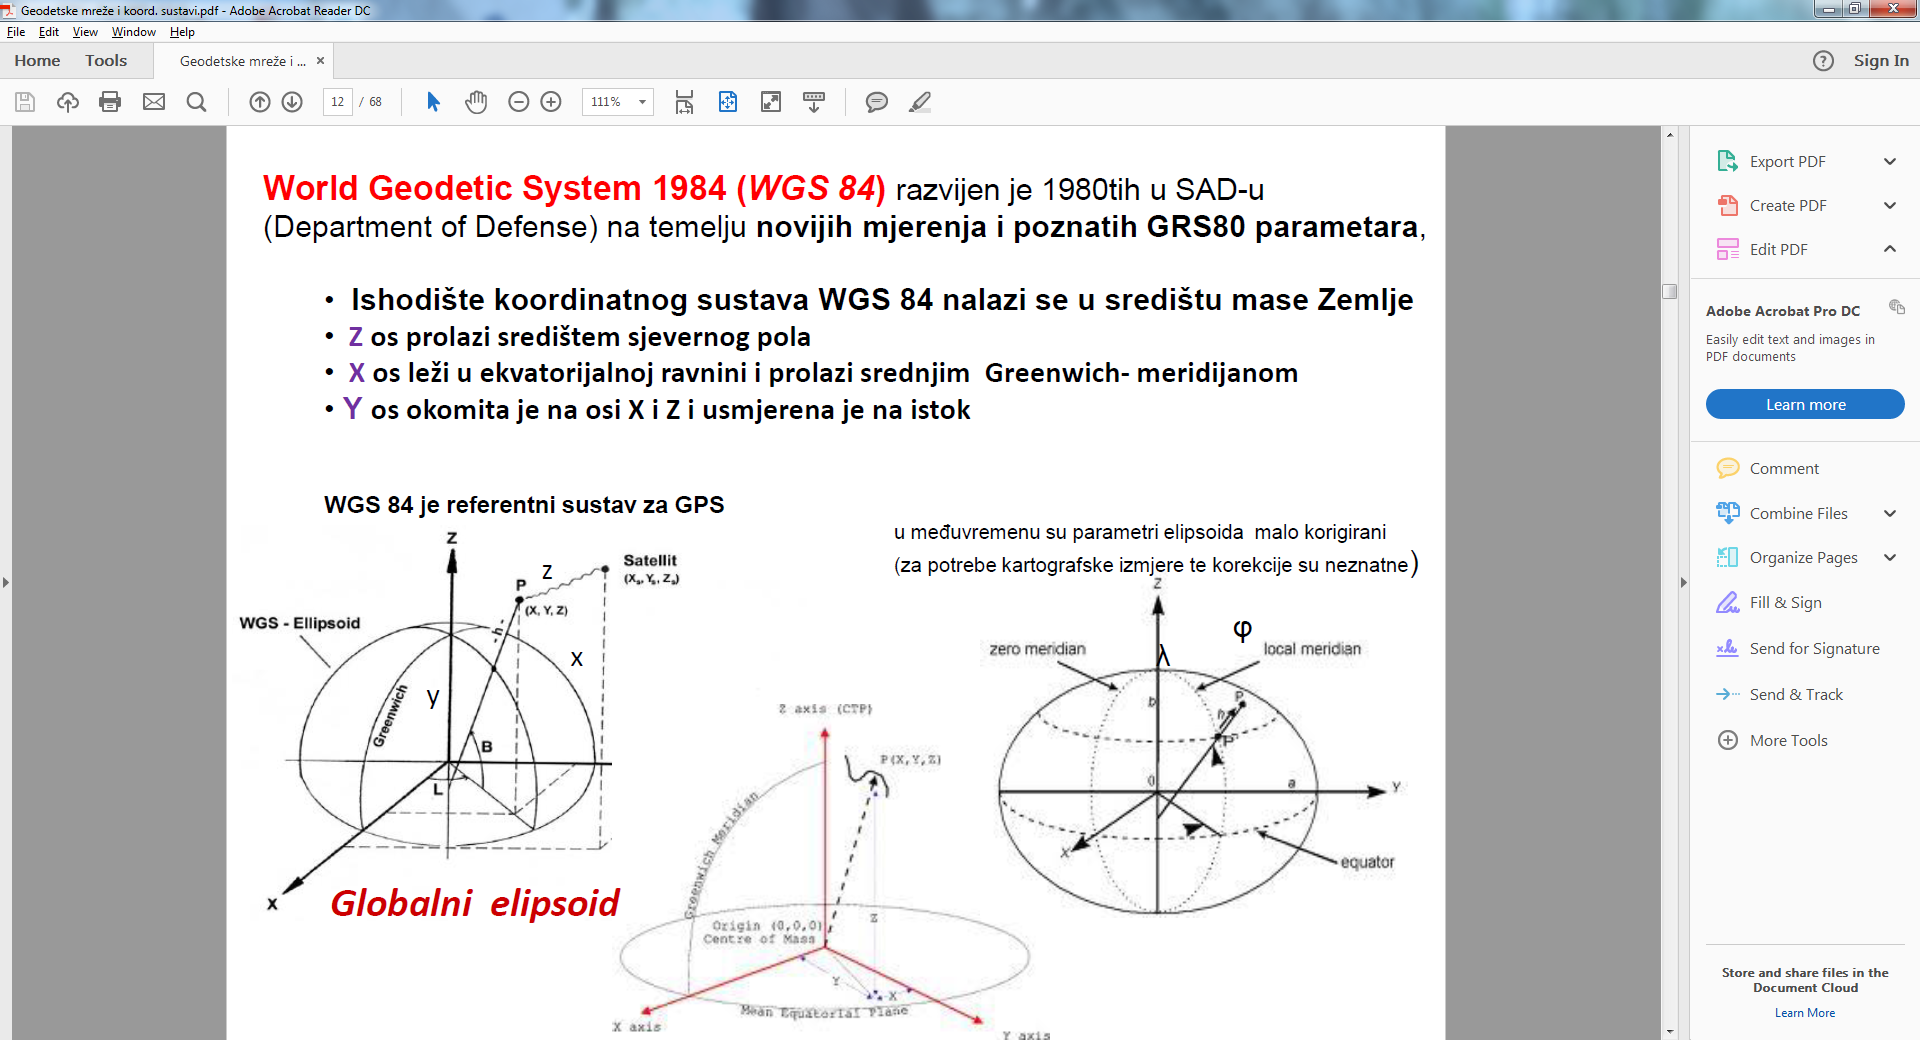 Geodetske mreže i koord. sustavi.pdf - Adobe Acrobat Reader DC
File Edit View Window Help
Home Tools Geodetske mreže i ... × Sign In
12 / 68 111%
World Geodetic System 1984 (WGS 84) razvijen je 1980tih u SAD-u
(Department of Defense) na temelju novijih mjerenja i poznatih GRS80 parametara,
• Ishodište koordinatnog sustava WGS 84 nalazi se u središtu mase Zemlje
• Z os prolazi središtem sjevernog pola
• X os leži u ekvatorijalnoj ravnini i prolazi srednjim Greenwich- meridijanom
• Y os okomita je na osi X i Z i usmjerena je na istok
WGS 84 je referentni sustav za GPS
u međuvremenu su parametri elipsoida malo korigirani
(za potrebe kartografske izmjere te korekcije su neznatne)
Z
Satellit
(Xs, Ys, Zs)
z
P
(X, Y, Z)
WGS - Ellipsoid
- h -
x
y
Greenwich
B
L
X
Globalni elipsoid
Z axis (CTP)
P(X,Y,Z)
Greenwich Meridian
Origin (0,0,0)
Centre of Mass
Z
Y
X
Mean Equatorial Plane
X axis
Y axis
Z
φ
zero meridian
λ
local meridian
P
b
h
P
0
a
Y
X
equator
Export PDF
Create PDF
Edit PDF
Adobe Acrobat Pro DC
Easily edit text and images in
PDF documents
Learn more
Comment
Combine Files
Organize Pages
Fill & Sign
Send for Signature
Send & Track
More Tools
Store and share files in the
Document Cloud
Learn More